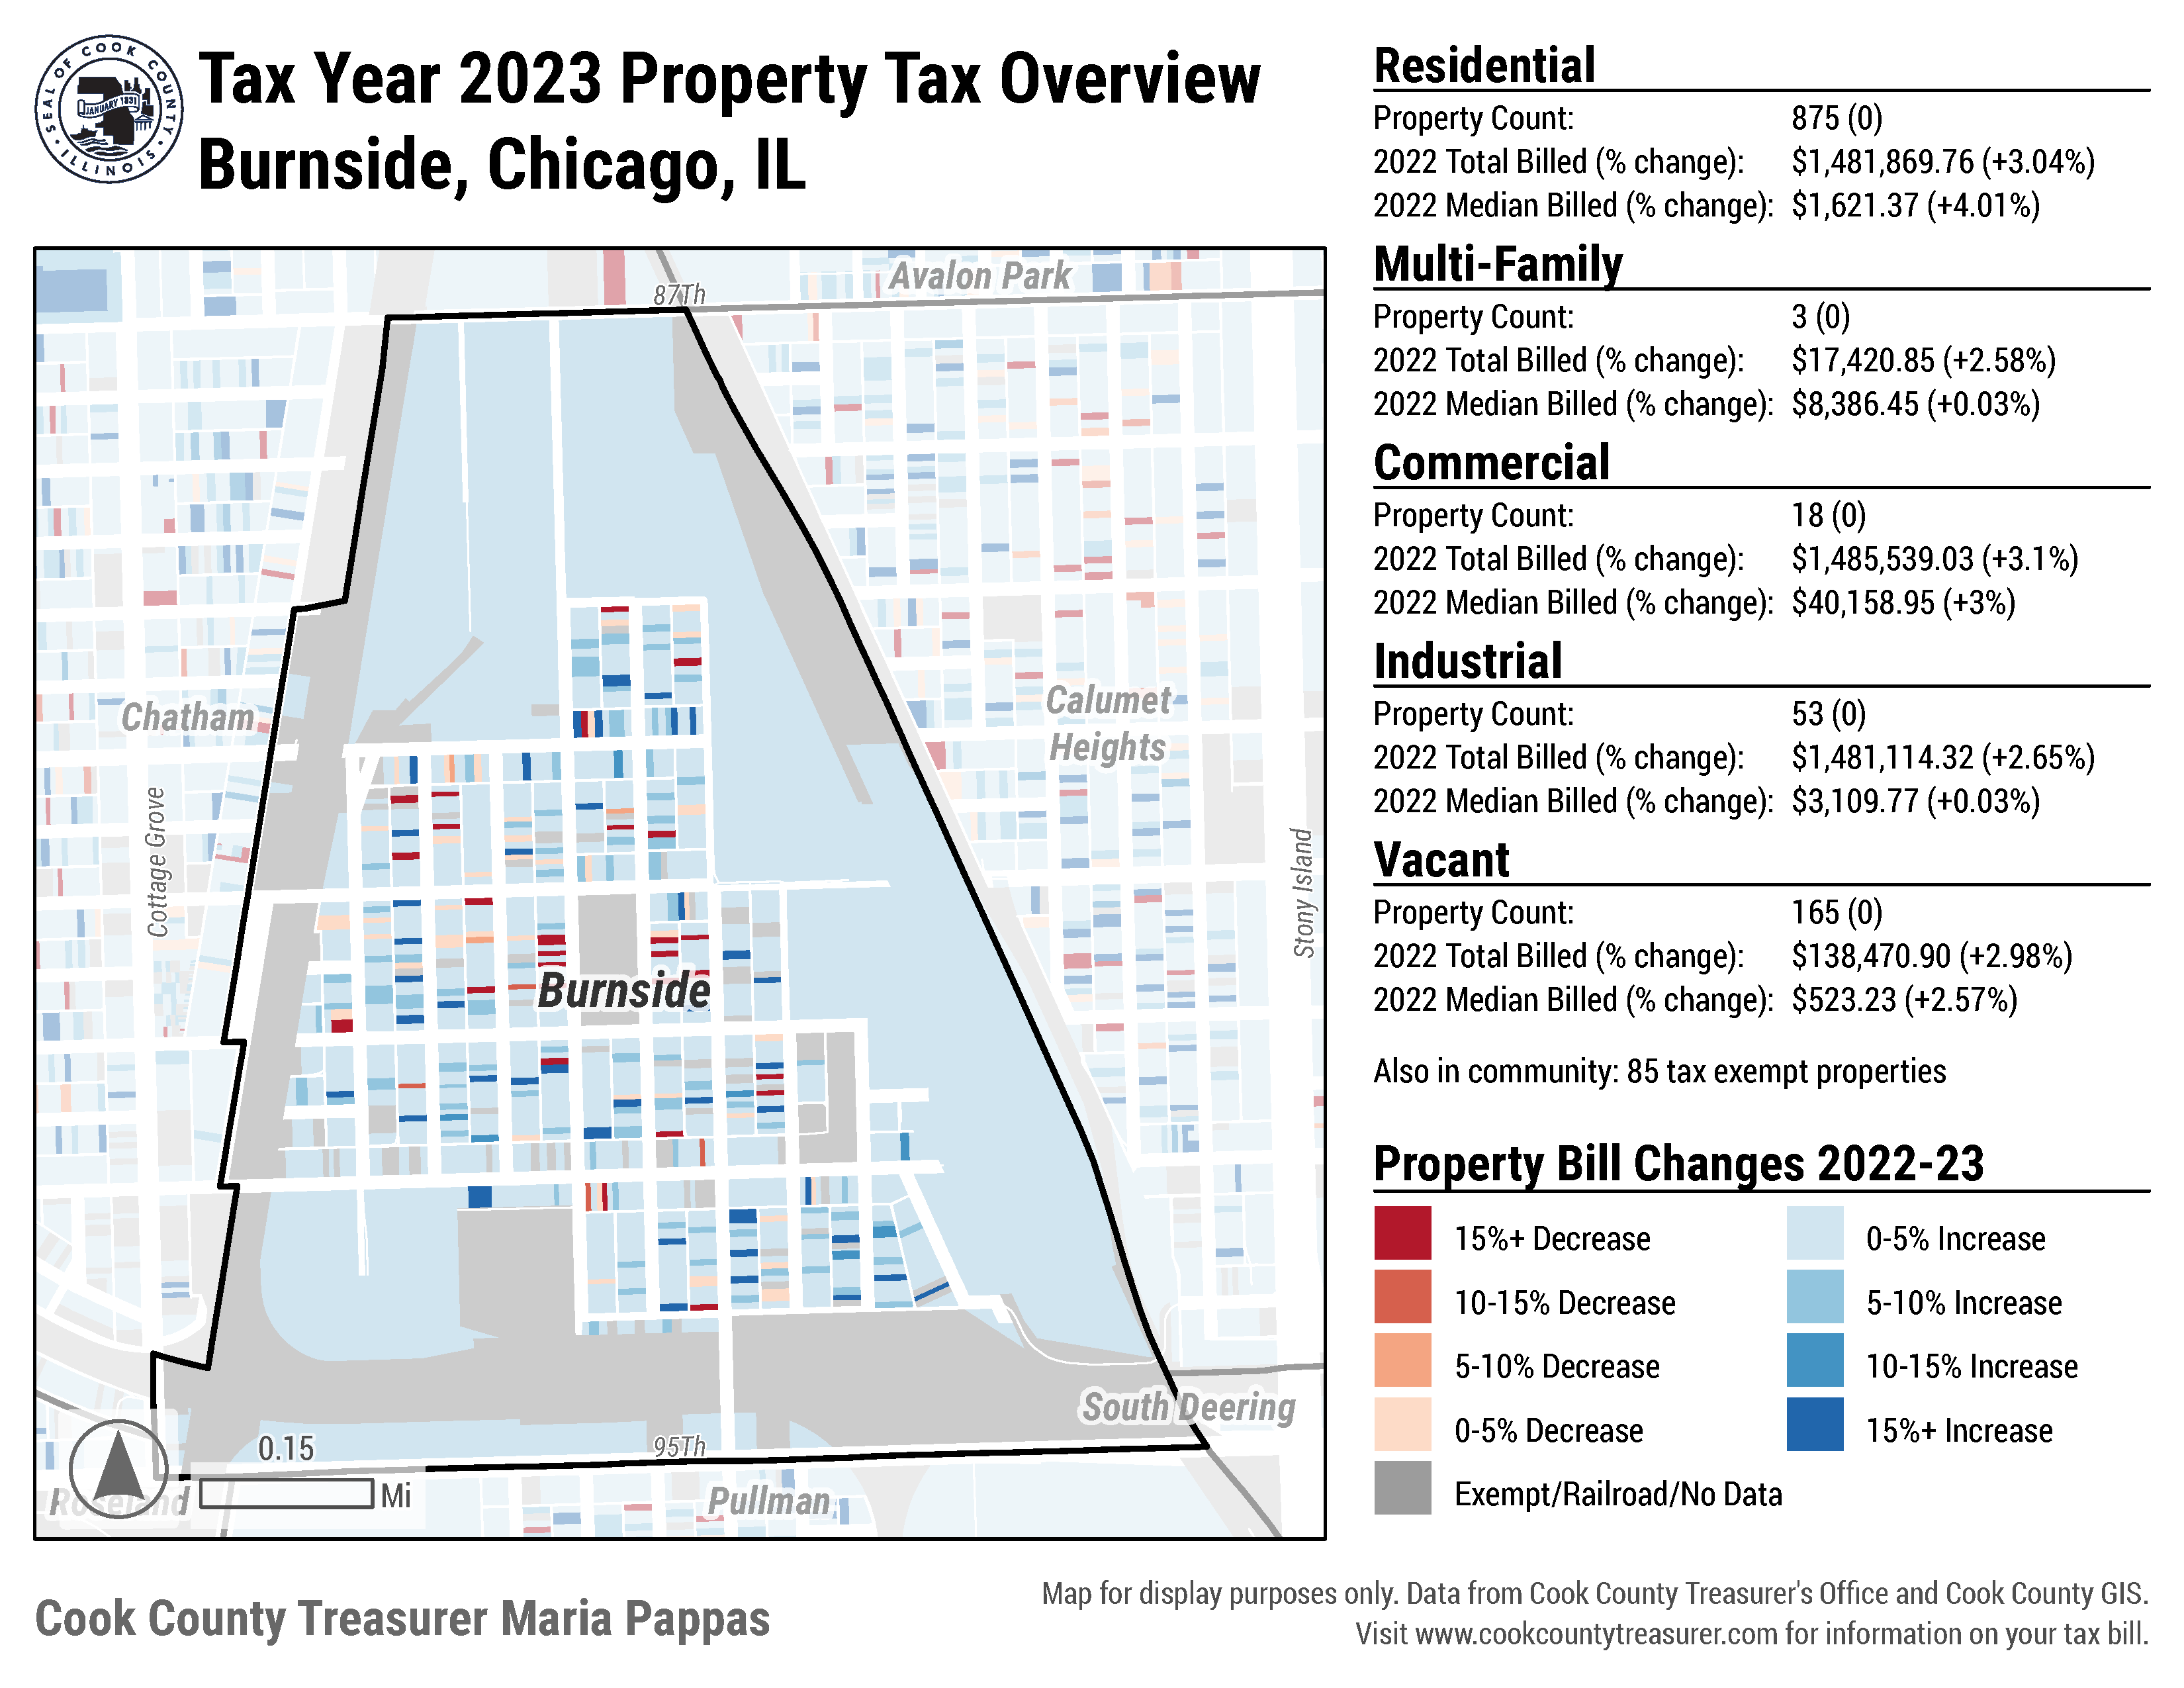 SEAL OF COOK COUNTY
• ILLINOIS •
JANUARY 1831
Tax Year 2023 Property Tax Overview
Burnside, Chicago, IL
87Th
Avalon Park
Chatham
Calumet
Heights
Cottage Grove
Stony Island
Burnside
South Deering
95Th
0.15
Mi
Roseland
Pullman
Residential
Property Count: 875 (0)
2022 Total Billed (% change): $1,481,869.76 (+3.04%)
2022 Median Billed (% change): $1,621.37 (+4.01%)
Multi-Family
Property Count: 3 (0)
2022 Total Billed (% change): $17,420.85 (+2.58%)
2022 Median Billed (% change): $8,386.45 (+0.03%)
Commercial
Property Count: 18 (0)
2022 Total Billed (% change): $1,485,539.03 (+3.1%)
2022 Median Billed (% change): $40,158.95 (+3%)
Industrial
Property Count: 53 (0)
2022 Total Billed (% change): $1,481,114.32 (+2.65%)
2022 Median Billed (% change): $3,109.77 (+0.03%)
Vacant
Property Count: 165 (0)
2022 Total Billed (% change): $138,470.90 (+2.98%)
2022 Median Billed (% change): $523.23 (+2.57%)
Also in community: 85 tax exempt properties
Property Bill Changes 2022-23
15%+ Decrease
0-5% Increase
10-15% Decrease
5-10% Increase
5-10% Decrease
10-15% Increase
0-5% Decrease
15%+ Increase
Exempt/Railroad/No Data
Cook County Treasurer Maria Pappas
Map for display purposes only. Data from Cook County Treasurer's Office and Cook County GIS.
Visit www.cookcountytreasurer.com for information on your tax bill.